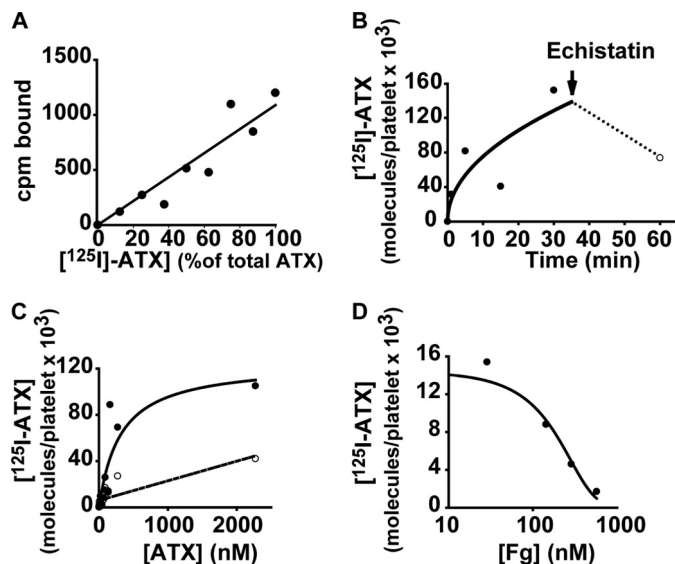 A
cpm bound
1500
1000
500
0
0 20 40 60 80 100
[¹²⁵I]-ATX] (%of total ATX)
B
Echistatin
[¹²⁵I]-ATX
(molecules/platelet x 10³)
160
120
80
40
0
0 10 20 30 40 50 60
Time (min)
C
[¹²⁵I-ATX]
(molecules/platelet x 10³)
120
80
40
0
0 1000 2000
[ATX] (nM)
D
[¹²⁵I-ATX]
(molecules/platelet x 10³)
16
12
8
4
0
10 100 1000
[Fg] (nM)